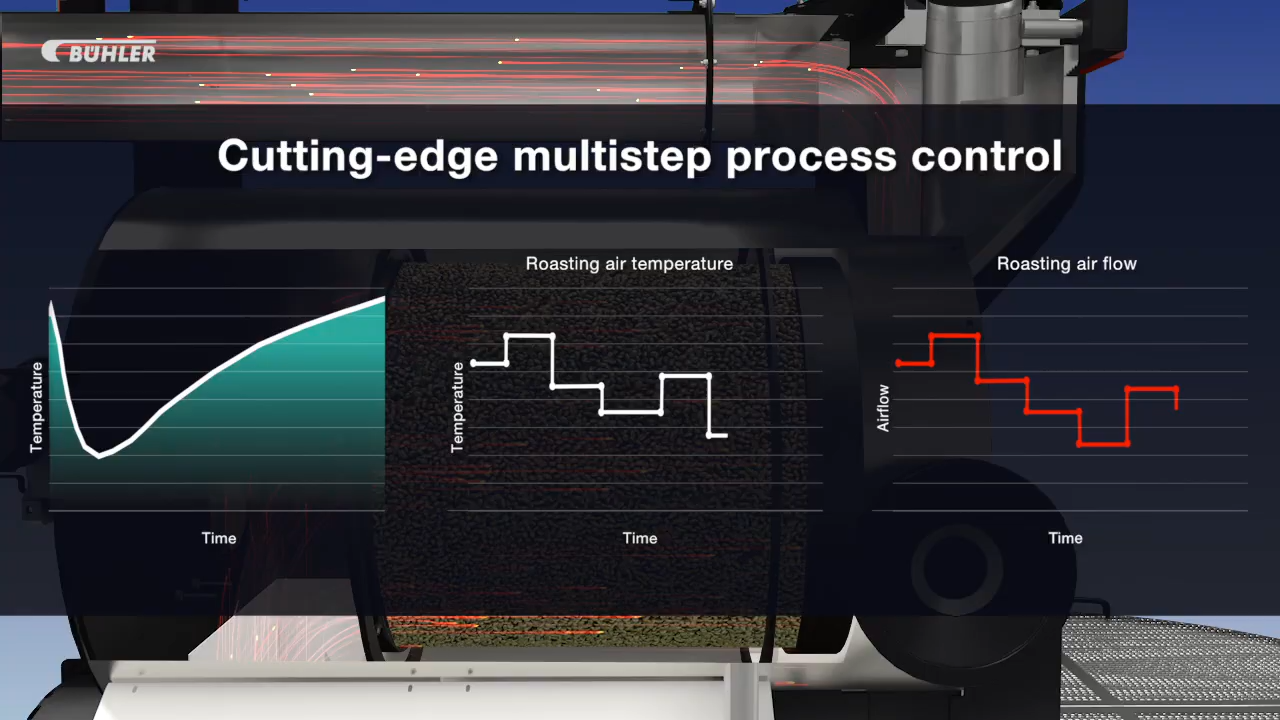 BÜHLER
Cutting-edge multistep process control
Roasting air temperature
Roasting air flow
Temperature
Temperature
Airflow
Time
Time
Time